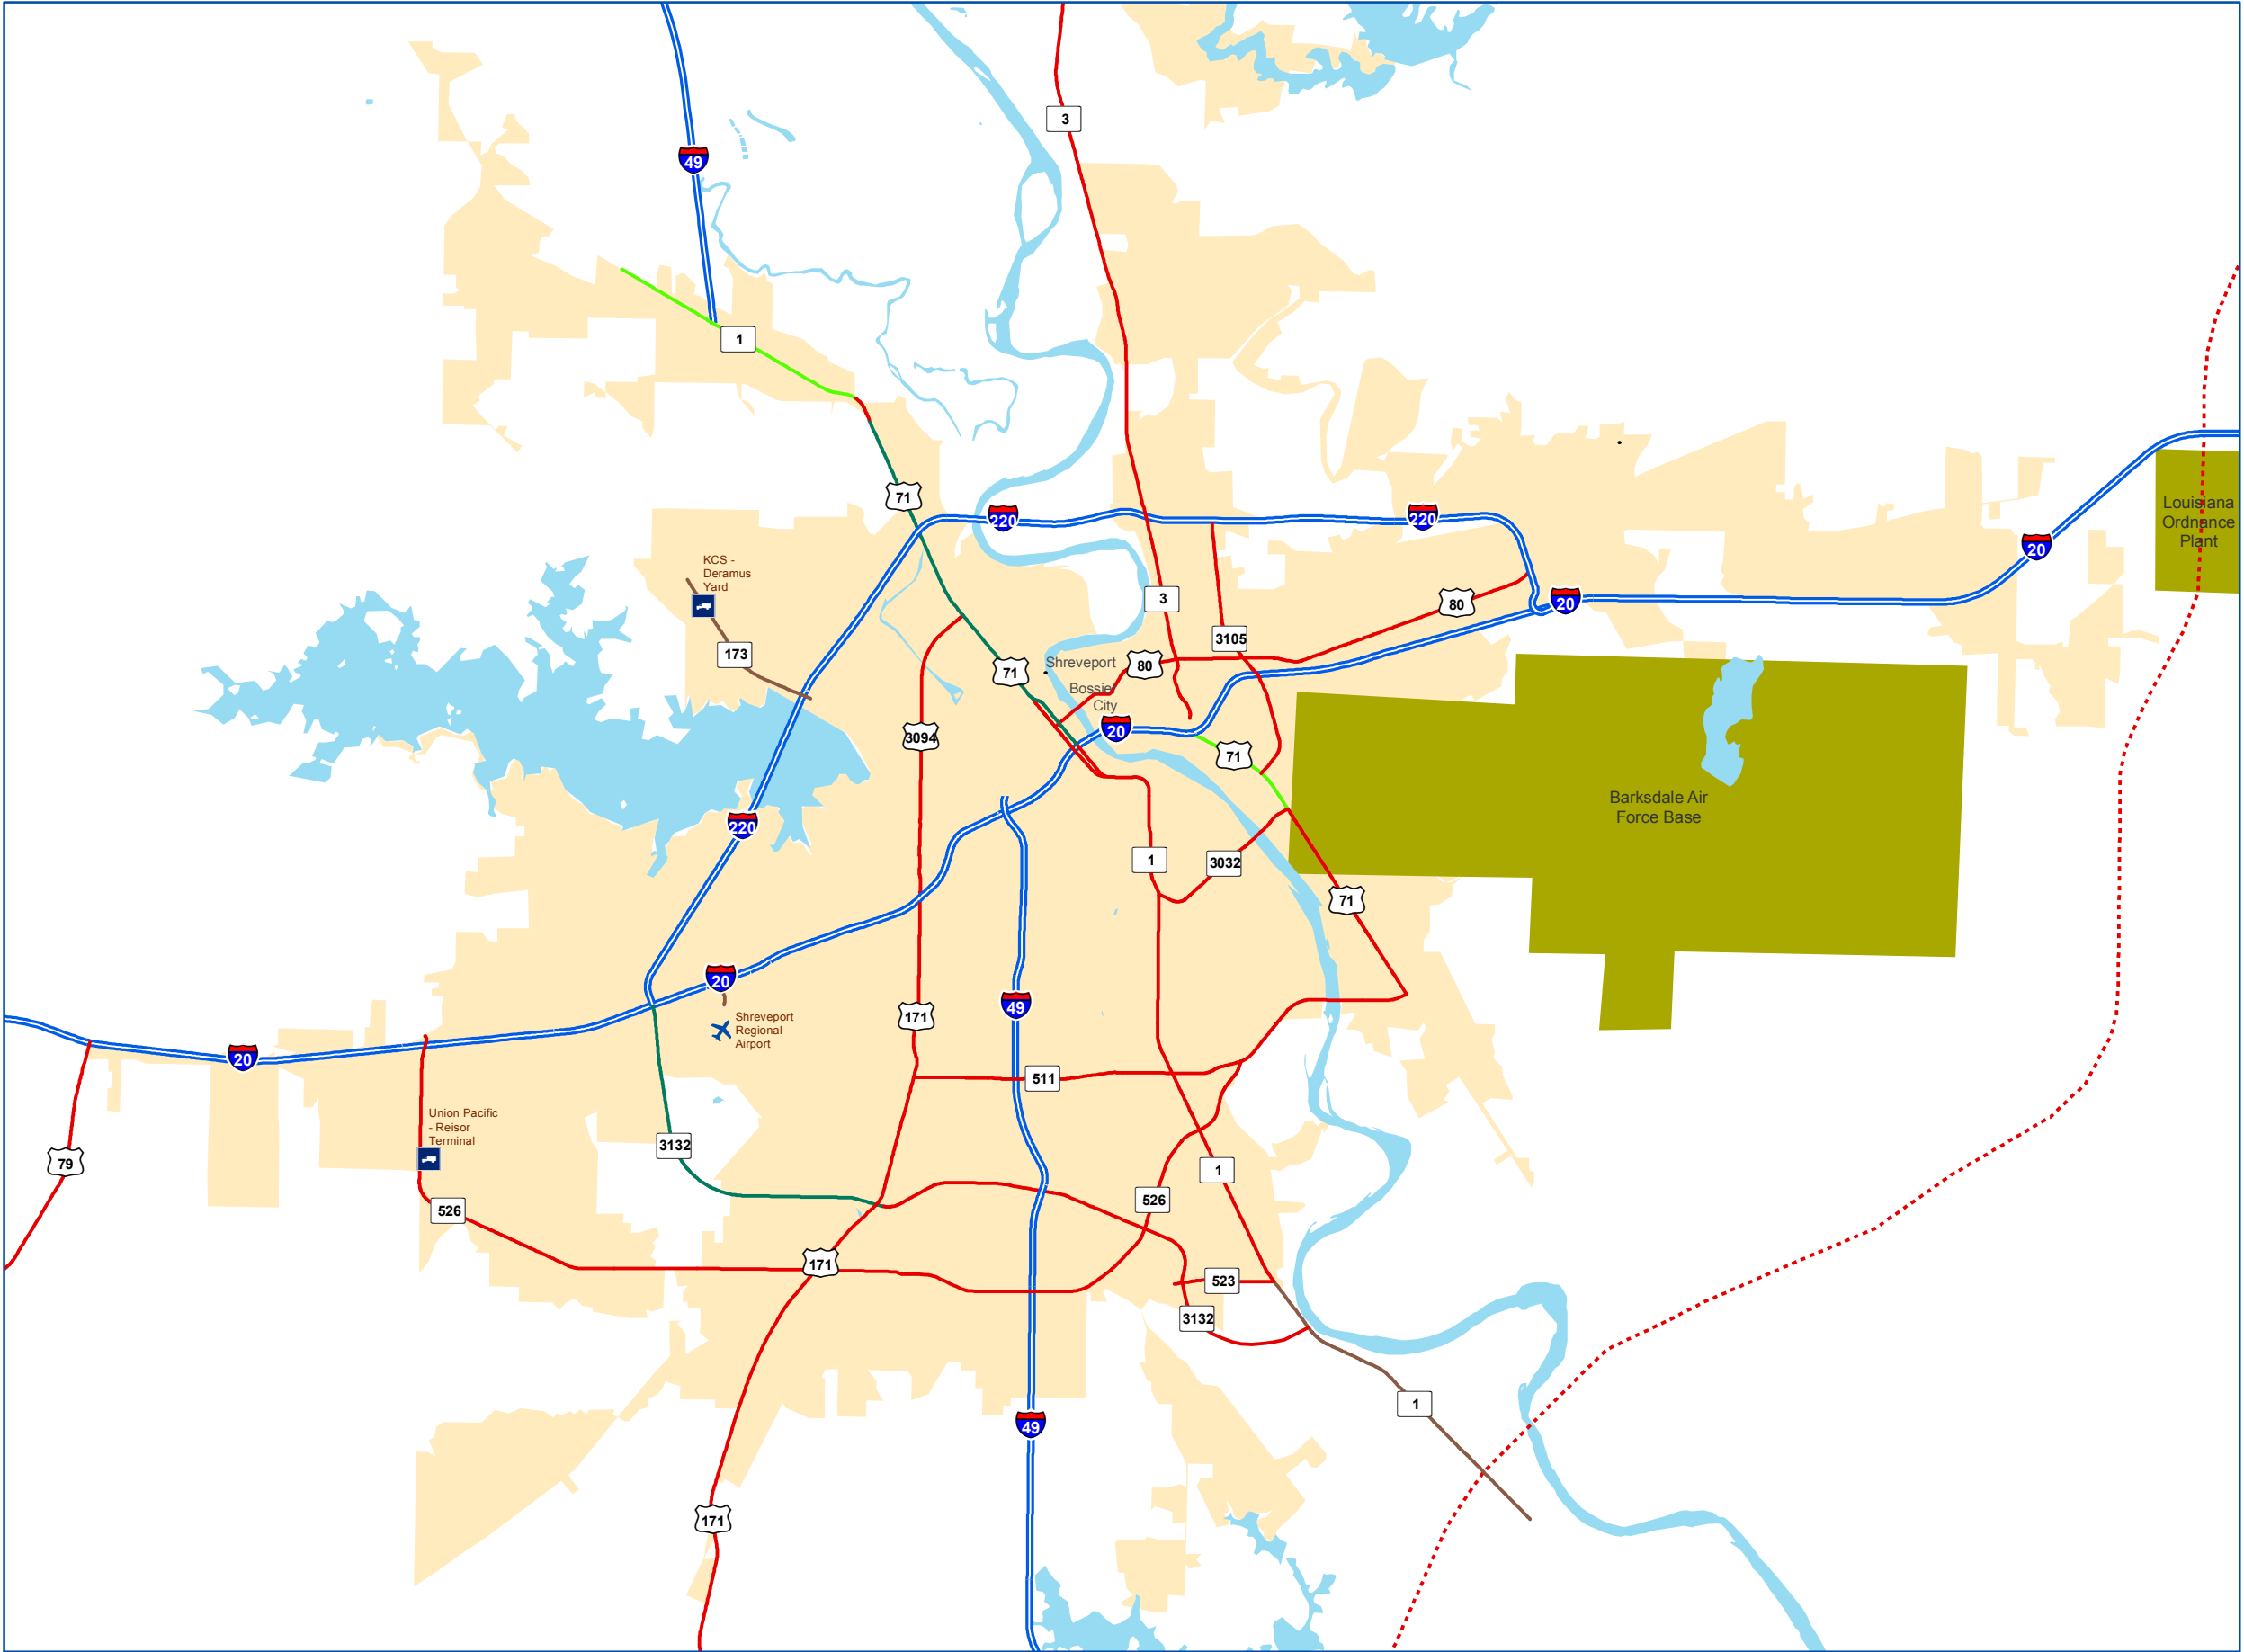 3
49
1
71
220
220
Louisiana
Ordnance
Plant
20
KCS -
Deramus
Yard
3
80
20
3105
173
Shreveport
80
71
Bossier
City
20
3094
71
Barksdale Air
Force Base
220
1
3032
71
20
49
171
Shreveport
Regional
Airport
20
511
Union Pacific
- Reisor
Terminal
3132
79
1
526
526
171
523
3132
1
49
171